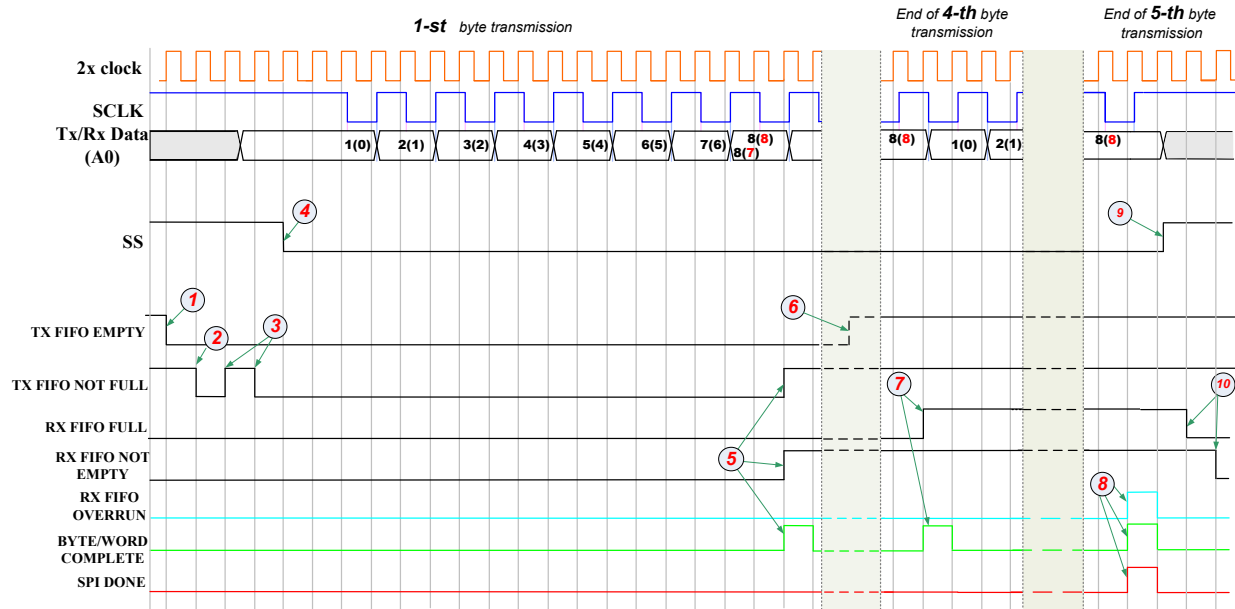 1-st byte transmission
End of 4-th byte
transmission
End of 5-th byte
transmission
2x clock
SCLK
Tx/Rx Data
(A0)
1(0)
2(1)
3(2)
4(3)
5(4)
6(5)
7(6)
8(8)
8(7)
8(8)
1(0)
2(1)
8(8)
4
9
SS
1
2
3
6
TX FIFO EMPTY
TX FIFO NOT FULL
7
10
RX FIFO FULL
5
RX FIFO NOT
EMPTY
8
RX FIFO
OVERRUN
BYTE/WORD
COMPLETE
SPI DONE